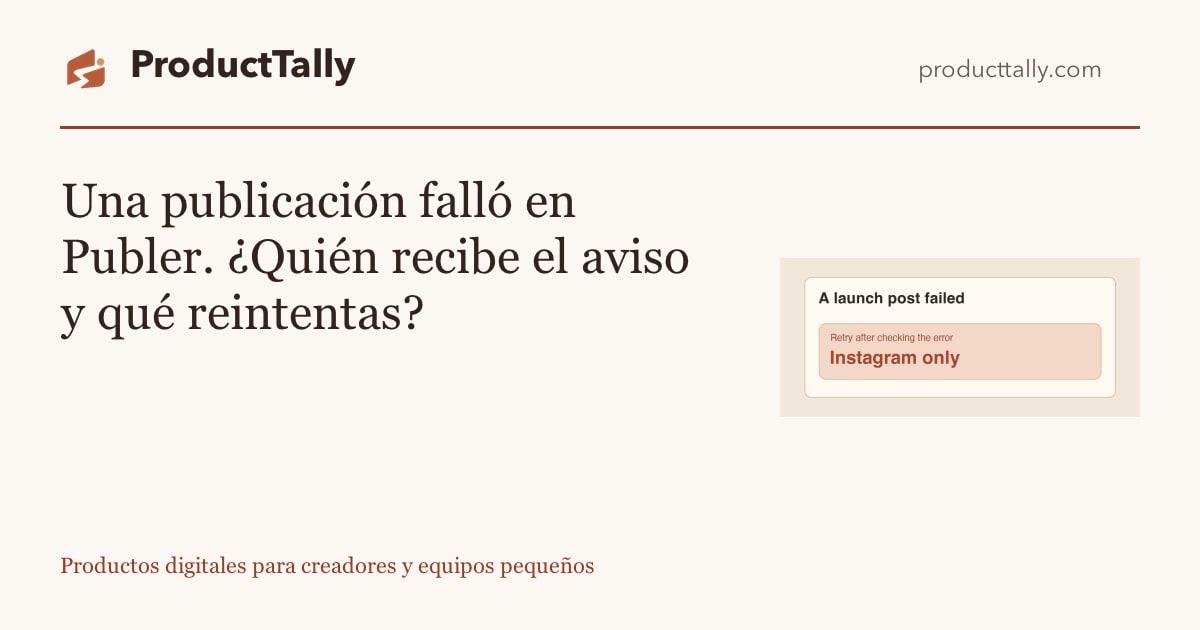 ProductTally
producttally.com
Una publicación falló en
Publer. ¿Quién recibe el aviso
y qué reintentas?
A launch post failed
Retry after checking the error
Instagram only
Productos digitales para creadores y equipos pequeños